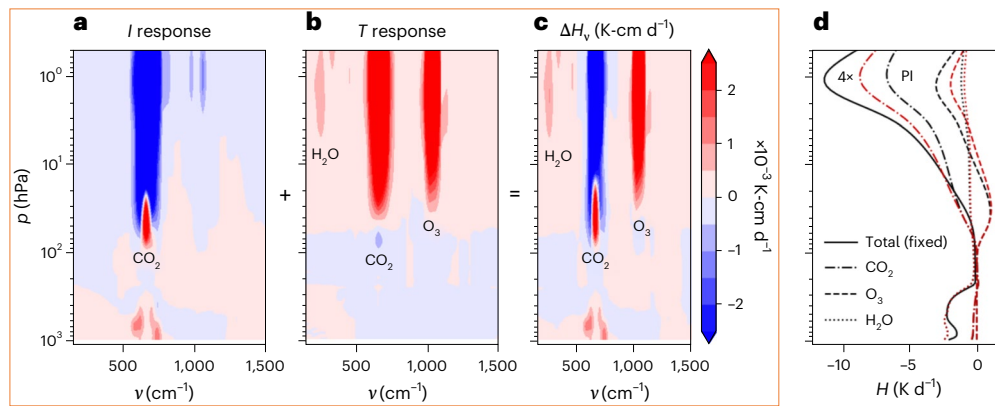 a I response
b T response
c ΔHν (K-cm d⁻¹)
d
p (hPa)
10⁰
10¹
10²
10³
CO₂
500
1,000
1,500
ν (cm⁻¹)
+
H₂O
CO₂
O₃
500
1,000
1,500
ν (cm⁻¹)
=
H₂O
CO₂
O₃
500
1,000
1,500
ν (cm⁻¹)
2
1
0
−1
−2
×10⁻³ K-cm d⁻¹
4×
PI
Total (fixed)
CO₂
O₃
H₂O
−10
−5
0
H (K d⁻¹)